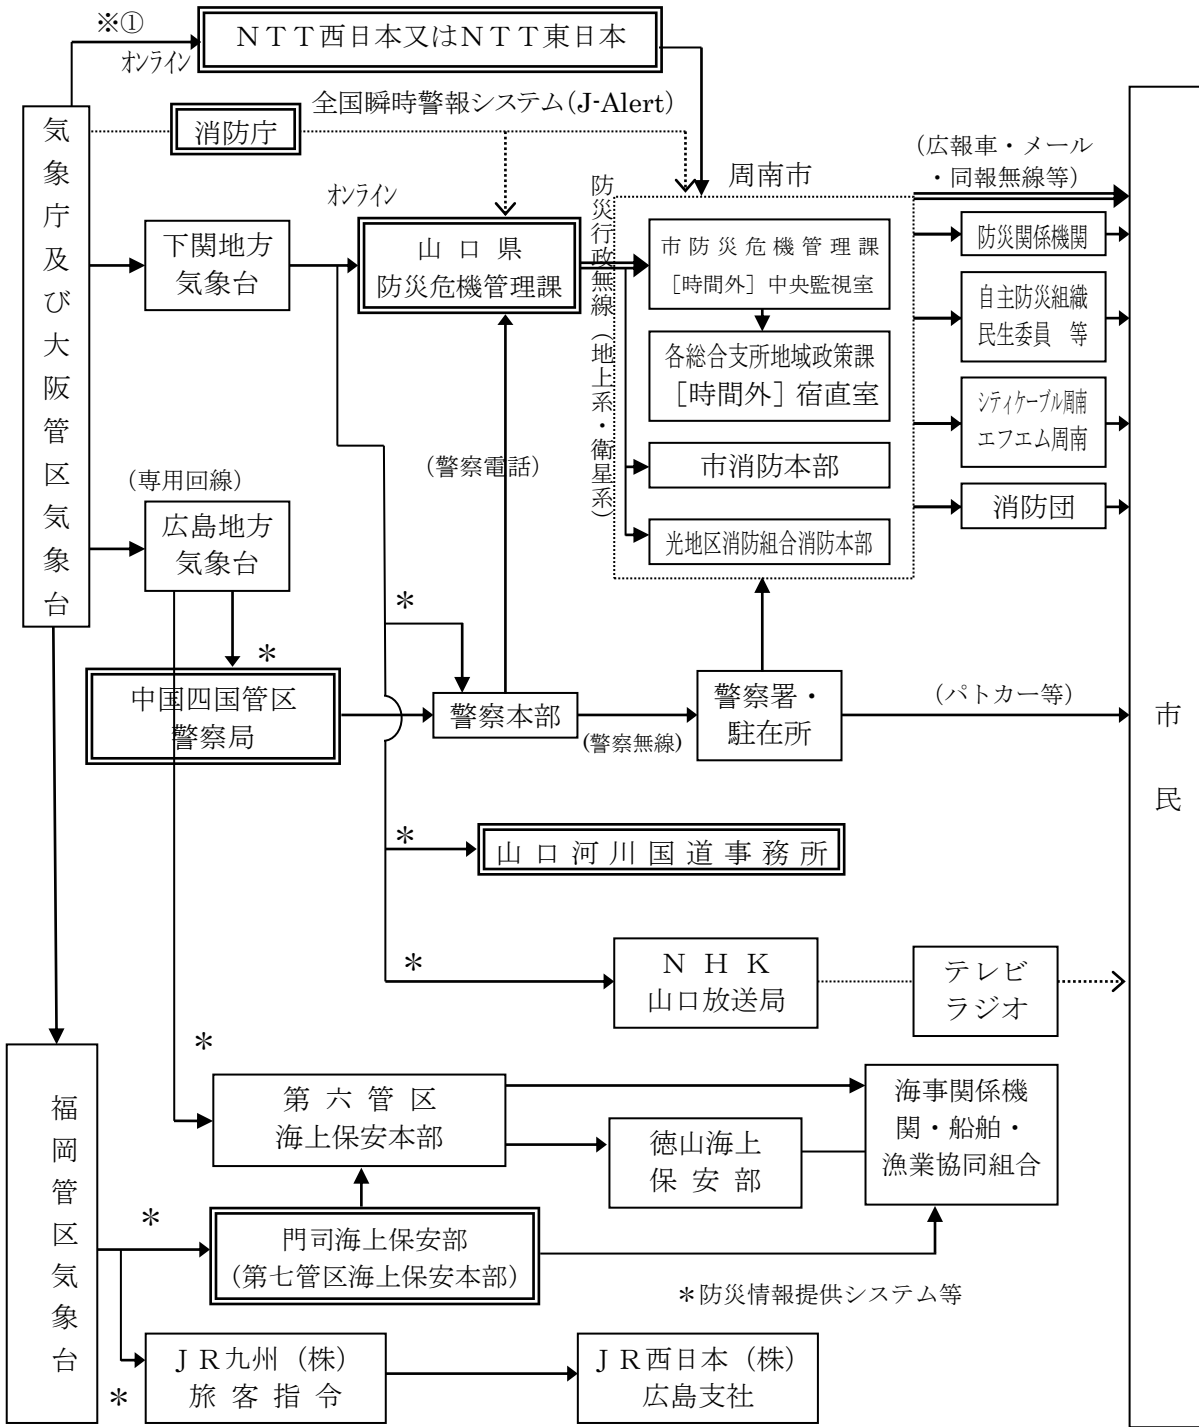 ※①
オンライン
ＮＴＴ西日本又はＮＴＴ東日本
全国瞬時警報システム(J-Alert)
消防庁
気象庁及び大阪管区気象台
オンライン
下関地方
気象台
山口県
防災危機管理課
防災行政無線（地上系・衛星系）
周南市
市防災危機管理課
［時間外］中央監視室
各総合支所地域政策課
［時間外］宿直室
市消防本部
光地区消防組合消防本部
(広報車・メール
・同報無線等)
防災関係機関
自主防災組織
民生委員　等
シティケーブル周南
エフエム周南
消防団
市民
(専用回線)
広島地方
気象台
(警察電話)
＊
＊
中国四国管区
警察局
警察本部
(警察無線)
警察署・
駐在所
(パトカー等)
＊
山口河川国道事務所
＊
ＮＨＫ
山口放送局
テレビ
ラジオ
福岡管区気象台
＊
第六管区
海上保安本部
徳山海上
保安部
海事関係機
関・船舶・
漁業協同組合
＊
門司海上保安部
(第七管区海上保安本部)
＊防災情報提供システム等
＊
ＪＲ九州（株）
旅客指令
ＪＲ西日本（株）
広島支社